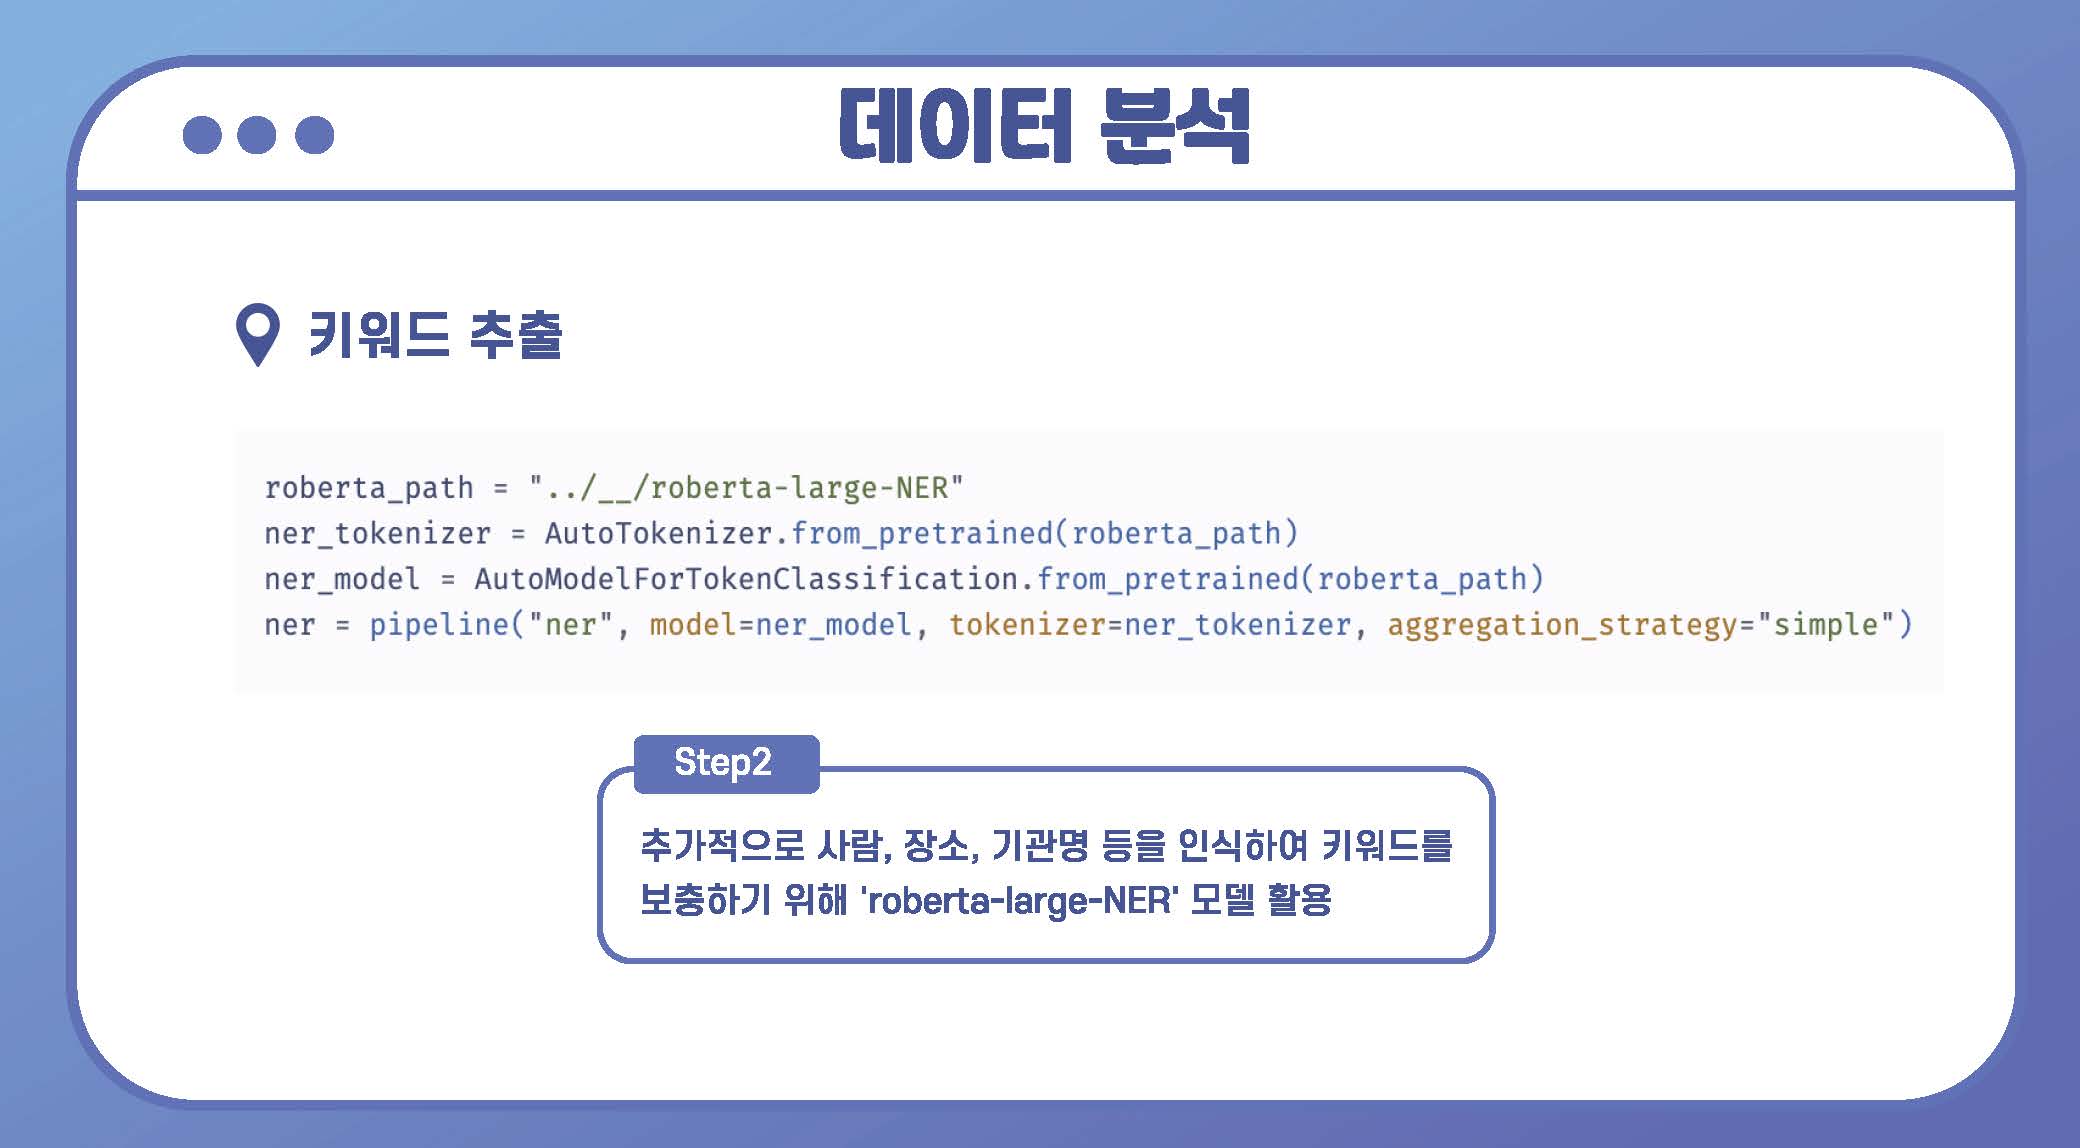 데이터 분석
키워드 추출
roberta_path = "../__/roberta-large-NER"
ner_tokenizer = AutoTokenizer.from_pretrained(roberta_path)
ner_model = AutoModelForTokenClassification.from_pretrained(roberta_path)
ner = pipeline("ner", model=ner_model, tokenizer=ner_tokenizer, aggregation_strategy="simple")
Step2
추가적으로 사람, 장소, 기관명 등을 인식하여 키워드를
보충하기 위해 'roberta-large-NER' 모델 활용